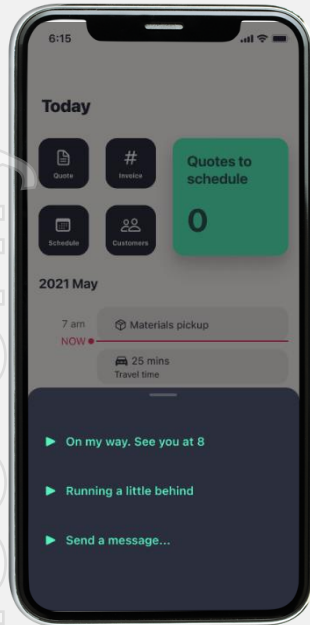 6:15
Today
Quote
Invoice
Schedule
Customers
Quotes to
schedule
0
2021 May
7 am
Materials pickup
NOW
25 mins
Travel time
On my way. See you at 8
Running a little behind
Send a message...